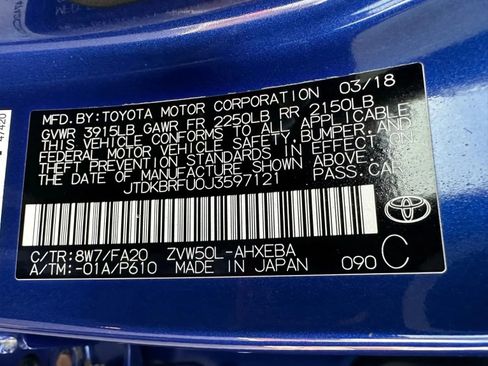 MFD.BY:TOYOTA MOTOR CORPORATION 03/18
GVWR 3915LB GAWR FR 2250LB RR 2150LB
THIS VEHICLE CONFORMS TO ALL APPLICABLE
FEDERAL MOTOR VEHICLE SAFETY, BUMPER, AND
THEFT PREVENTION STANDARDS IN EFFECT ON
THE DATE OF MANUFACTURE SHOWN ABOVE.
JTDKBRFU0J3597121 PASS.CAR
C/TR:8W7/FA20 ZVW50L-AHXEBA
A/TM:-01A/P610 MADE IN JAPAN 090 C
TOYOTA
47420